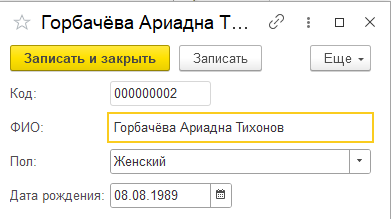 Горбачёва Ариадна Т...
Записать и закрыть Записать Еще
Код: 000000002
ФИО: Горбачёва Ариадна Тихонов
Пол: Женский
Дата рождения: 08.08.1989